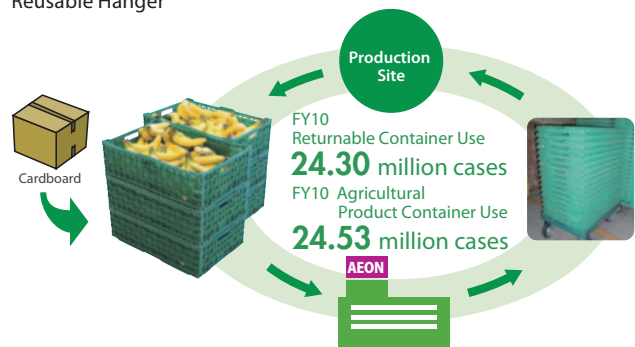 Reusable Hanger
Production
Site
FY10
Returnable Container Use
24.30 million cases
FY10 Agricultural
Product Container Use
24.53 million cases
Cardboard
AEON